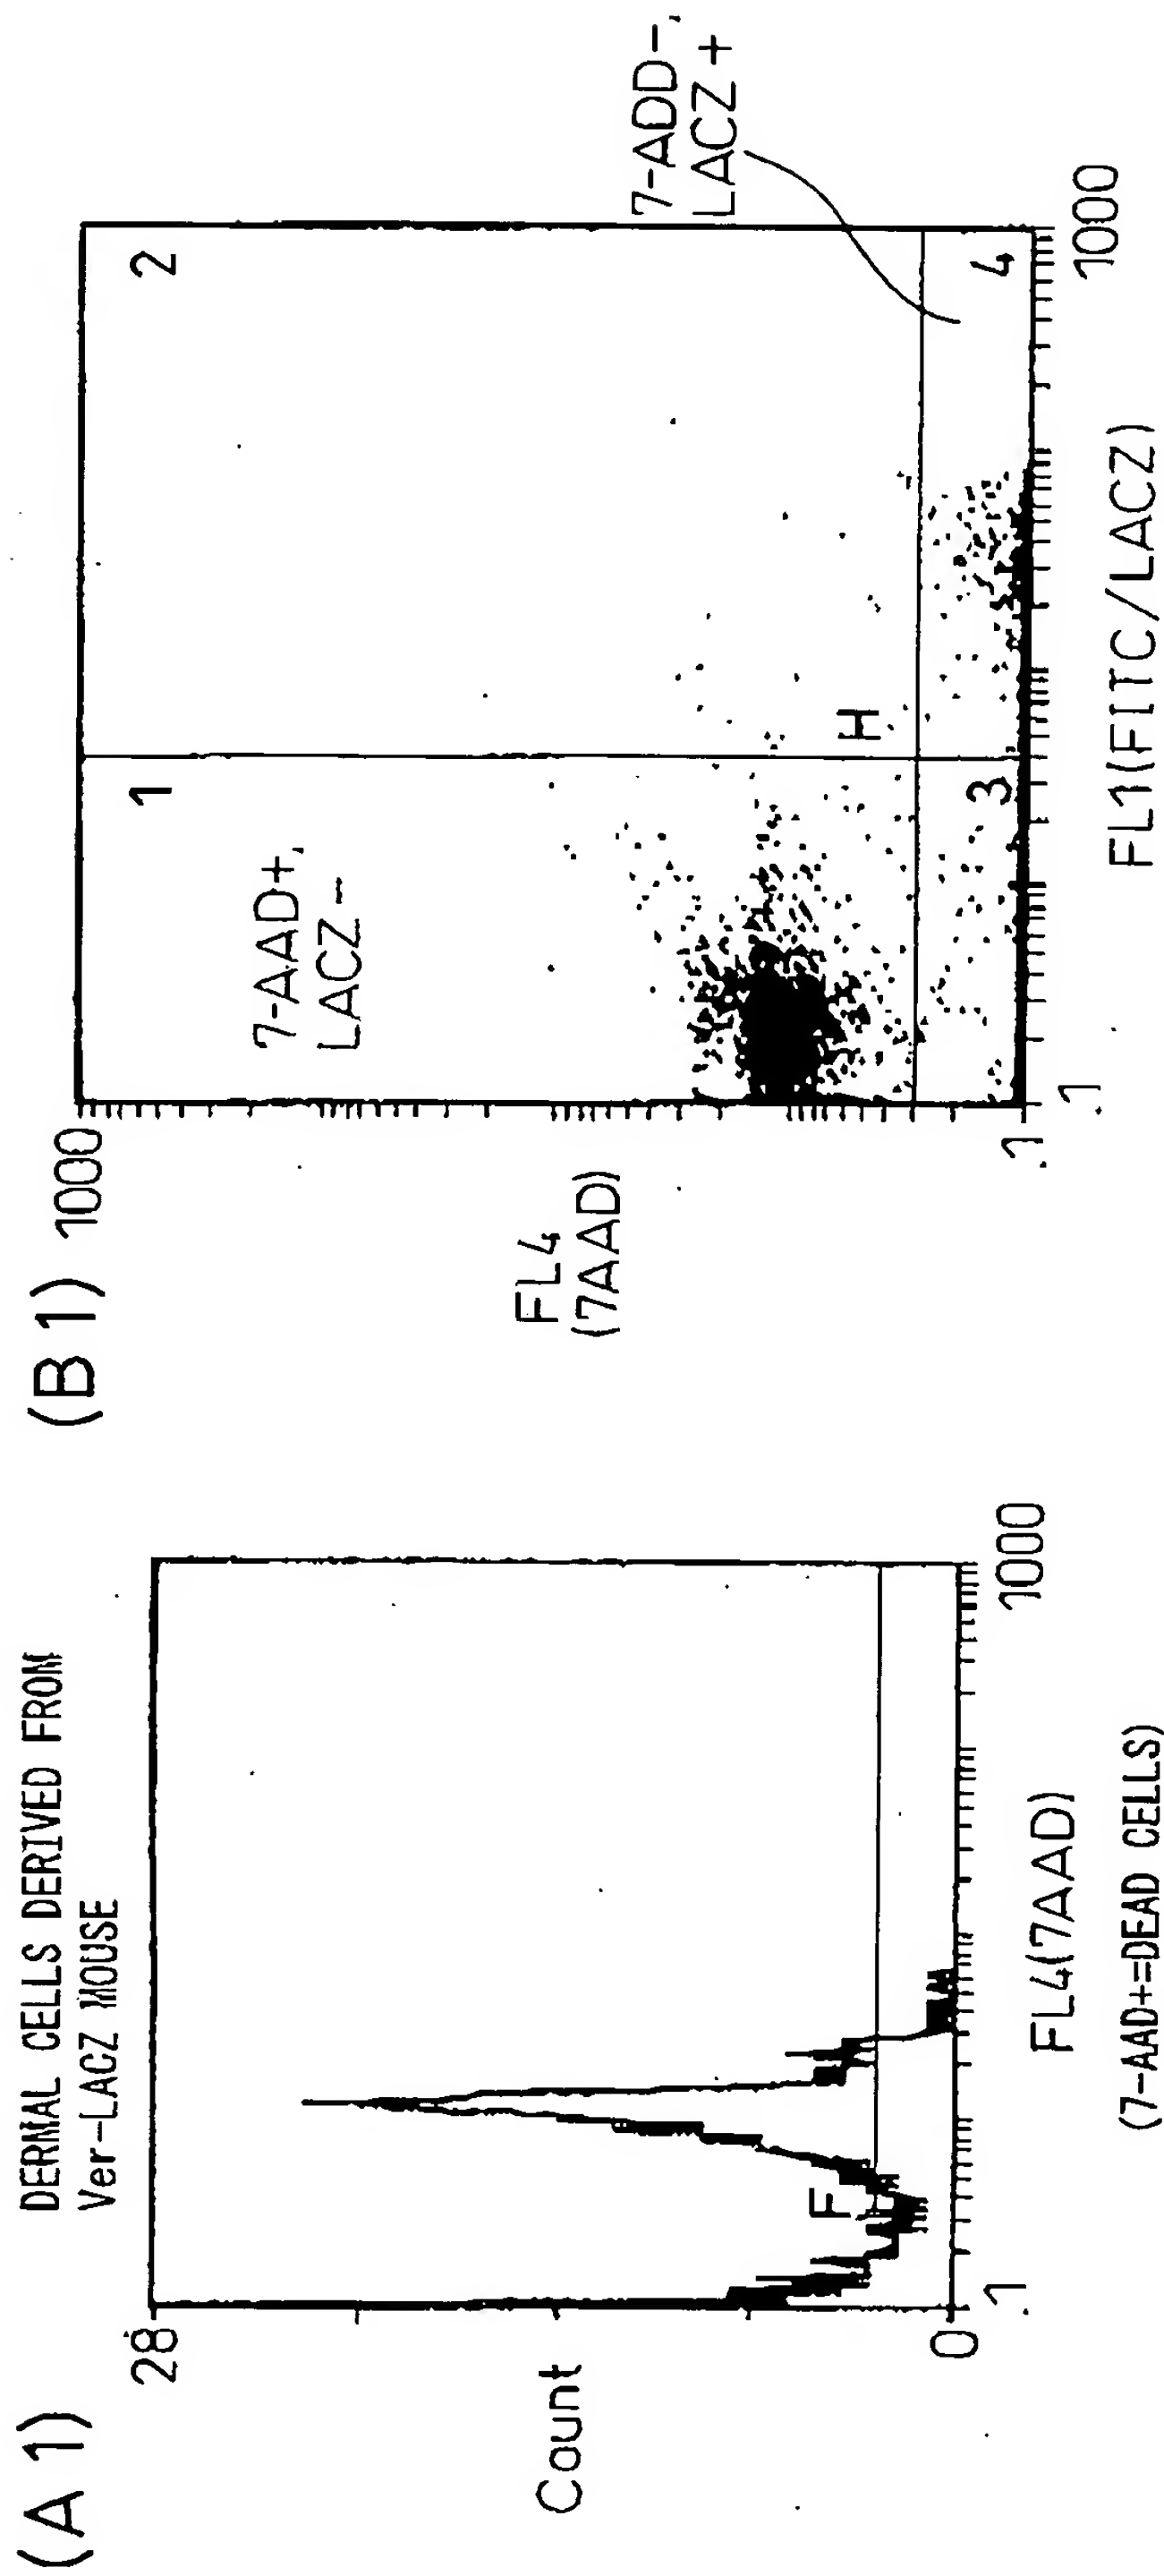 (A 1)
DERMAL CELLS DERIVED FROM
Ver-LACZ MOUSE
28
Count
0
F
.1
1000
FL4(7AAD)
(7-AAD+=DEAD CELLS)
(B 1)
1000
FL4
(7AAD)
.1
1
2
7-AAD+,
LACZ-
H
3
4
7-ADD-,
LACZ+
.1
1000
FL1(FITC/LACZ)